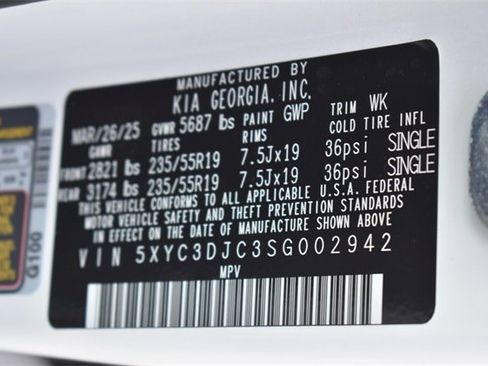 MANUFACTURED BY
KIA GEORGIA, INC.
MAR/26/25 GVWR 5687 lbs PAINT GWP TRIM WK
GAWR TIRES RIMS COLD TIRE INFL
FRONT 2821 lbs 235/55R19 7.5Jx19 36psi SINGLE
REAR 3174 lbs 235/55R19 7.5Jx19 36psi SINGLE
THIS VEHICLE CONFORMS TO ALL APPLICABLE U.S.A. FEDERAL
MOTOR VEHICLE SAFETY AND THEFT PREVENTION STANDARDS
IN EFFECT ON THE DATE OF MANUFACTURE SHOWN ABOVE
VIN 5XYC3DJC3SG002942
MPV
G100